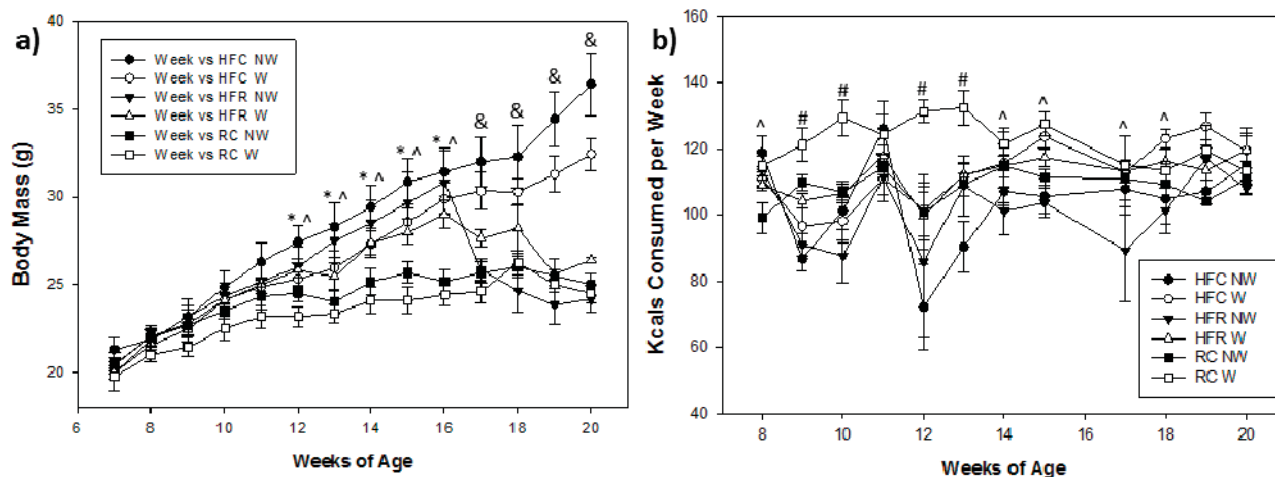 a)
Week vs HFC NW
Week vs HFC W
Week vs HFR NW
Week vs HFR W
Week vs RC NW
Week vs RC W
* ^
* ^
* ^
* ^
* ^
&
&
&
&
40
35
30
25
20
Body Mass (g)
6 8 10 12 14 16 18 20
Weeks of Age
b)
^
#
#
#
#
^
^
^
^
160
140
120
100
80
60
40
Kcals Consumed per Week
HFC NW
HFC W
HFR NW
HFR W
RC NW
RC W
8 10 12 14 16 18 20
Weeks of Age